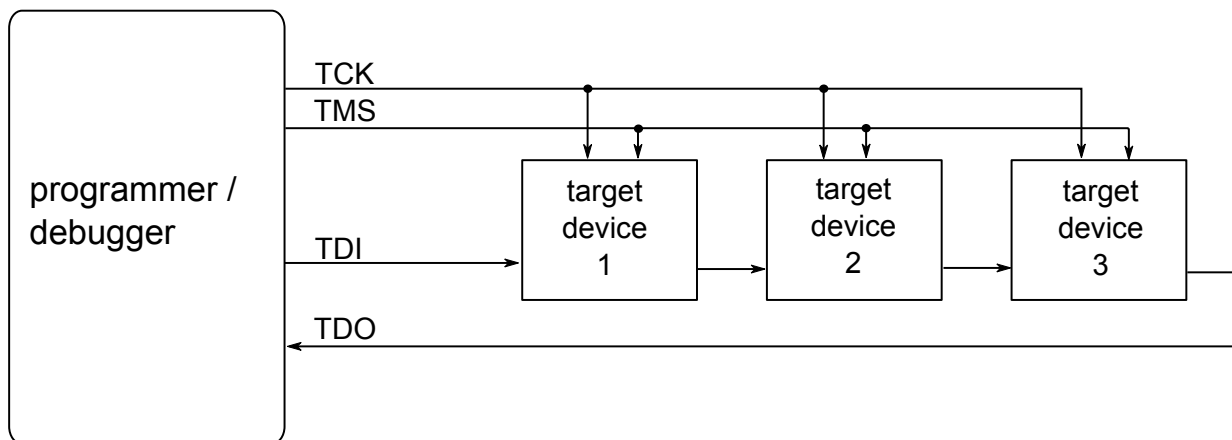 TCK
TMS
programmer /
debugger
TDI
TDO
target
device
1
target
device
2
target
device
3